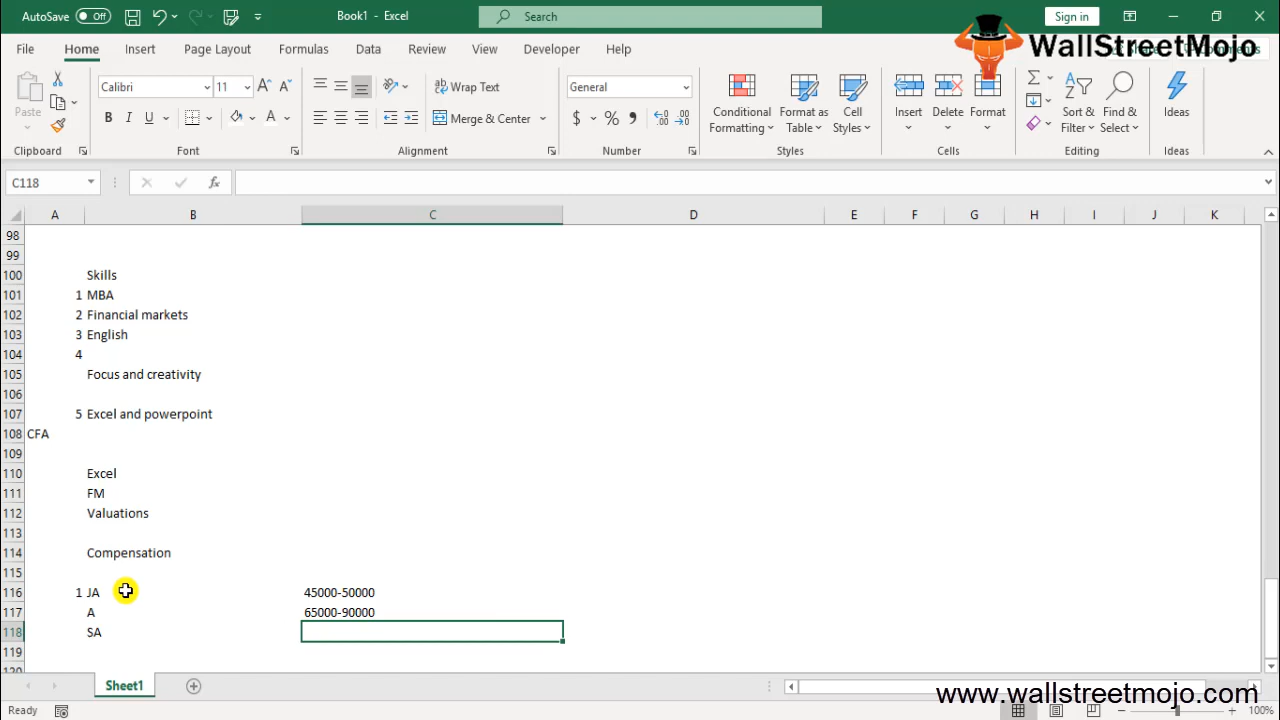 AutoSave Off Book1 - Excel Search Sign in
WallStreetMojo
File Home Insert Page Layout Formulas Data Review View Developer Help
Paste
Clipboard
Calibri 11
B I U A
Font
Wrap Text
Merge & Center
Alignment
General
$ % ,
Number
Conditional Formatting
Format as Table
Cell Styles
Styles
Insert Delete Format
Cells
Sort & Filter
Find & Select
Editing
Ideas
Ideas
C118 fx
A B C D E F G H I J K
98
99
100 Skills
101 1 MBA
102 2 Financial markets
103 3 English
104 4
105 Focus and creativity
106
107 5 Excel and powerpoint
108 CFA
109
110 Excel
111 FM
112 Valuations
113
114 Compensation
115
116 1 JA 45000-50000
117 A 65000-90000
118 SA
119
120
Sheet1
www.wallstreetmojo.com
Ready 100%